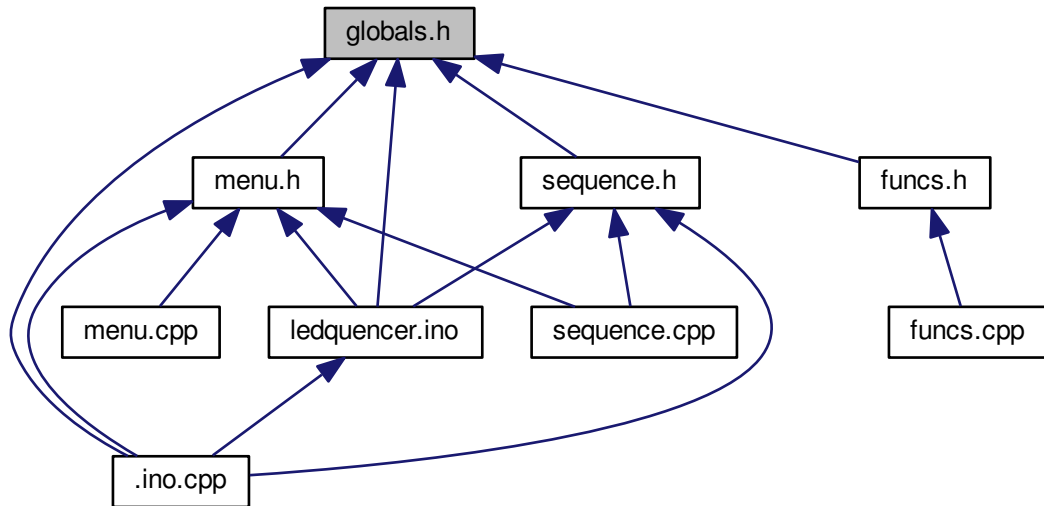 globals.h
menu.h
sequence.h
funcs.h
menu.cpp
ledquencer.ino
sequence.cpp
funcs.cpp
.ino.cpp